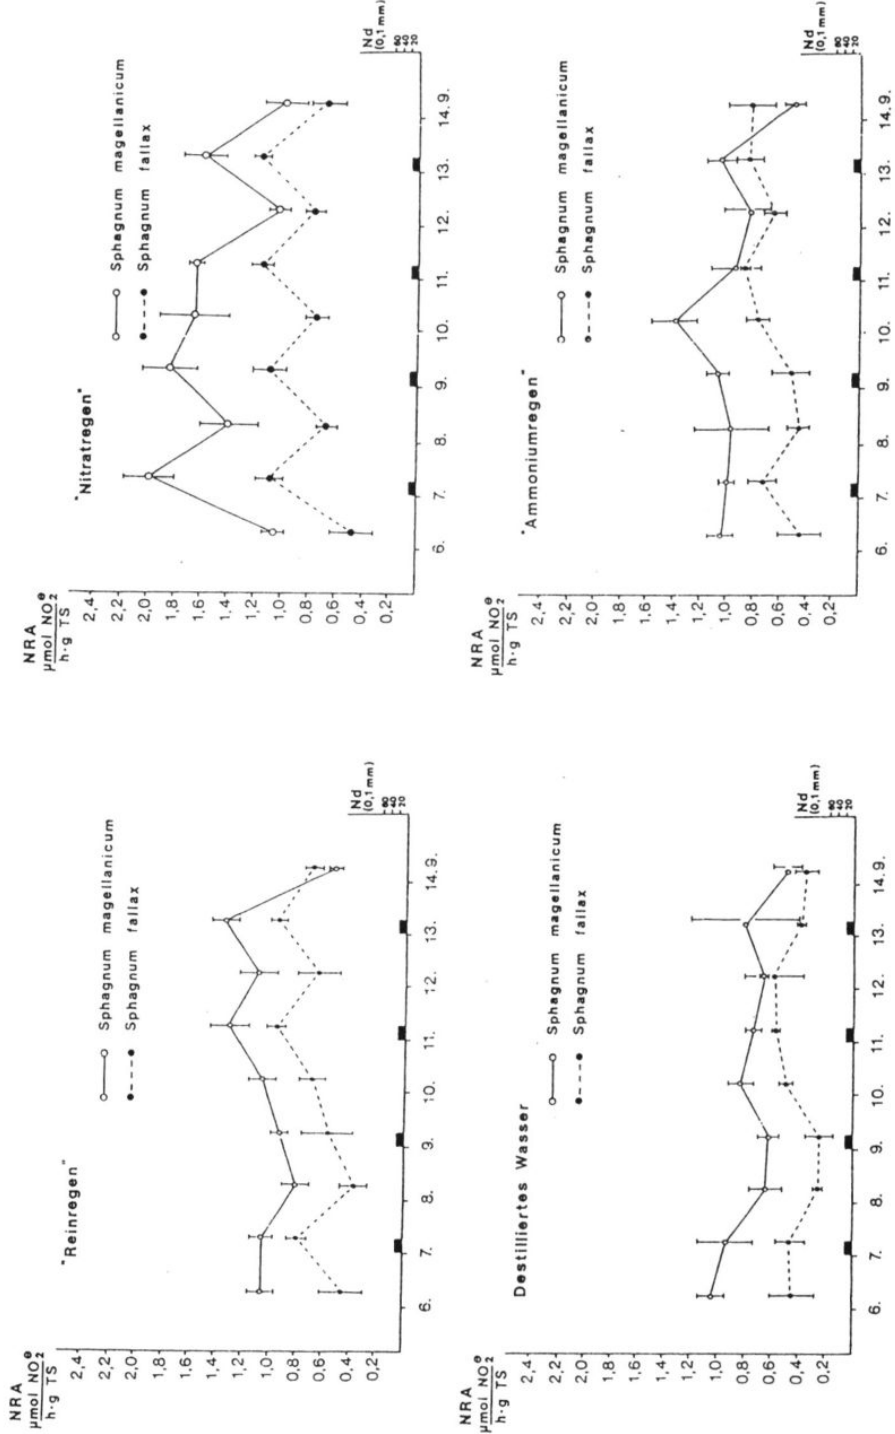 NRA
µmol NO₂⊖
h·g TS
"Reinregen"
Sphagnum magellanicum
Sphagnum fallax
2,4
2,2
2,0
1,8
1,6
1,4
1,2
1,0
0,8
0,6
0,4
0,2
Nd
(0,1 mm)
60
40
20
6. 7. 8. 9. 10. 11. 12. 13. 14.9.
NRA
µmol NO₂⊖
h·g TS
"Nitratregen"
Sphagnum magellanicum
Sphagnum fallax
2,4
2,2
2,0
1,8
1,6
1,4
1,2
1,0
0,8
0,6
0,4
0,2
Nd
(0,1 mm)
60
40
20
6. 7. 8. 9. 10. 11. 12. 13. 14.9.
NRA
µmol NO₂⊖
h·g TS
Destilliertes Wasser
Sphagnum magellanicum
Sphagnum fallax
2,4
2,2
2,0
1,8
1,6
1,4
1,2
1,0
0,8
0,6
0,4
0,2
Nd
(0,1 mm)
60
40
20
6. 7. 8. 9. 10. 11. 12. 13. 14.9.
NRA
µmol NO₂⊖
h·g TS
"Ammoniumregen"
Sphagnum magellanicum
Sphagnum fallax
2,4
2,2
2,0
1,8
1,6
1,4
1,2
1,0
0,8
0,6
0,4
0,2
Nd
(0,1 mm)
60
40
20
6. 7. 8. 9. 10. 11. 12. 13. 14.9.